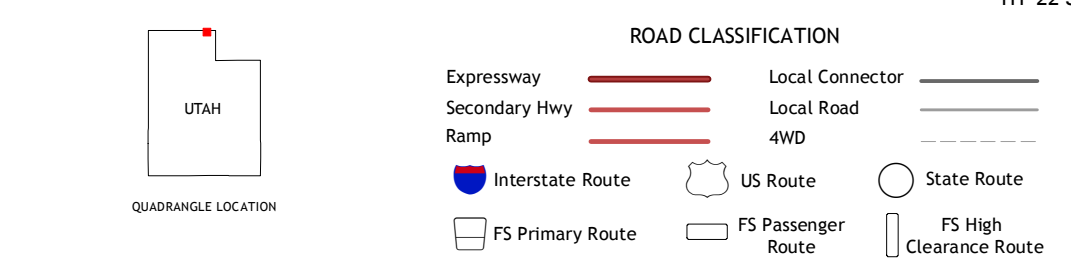 UTAH
QUADRANGLE LOCATION
ROAD CLASSIFICATION
Expressway
Local Connector
Secondary Hwy
Local Road
Ramp
4WD
Interstate Route
US Route
State Route
FS Primary Route
FS Passenger
Route
FS High
Clearance Route